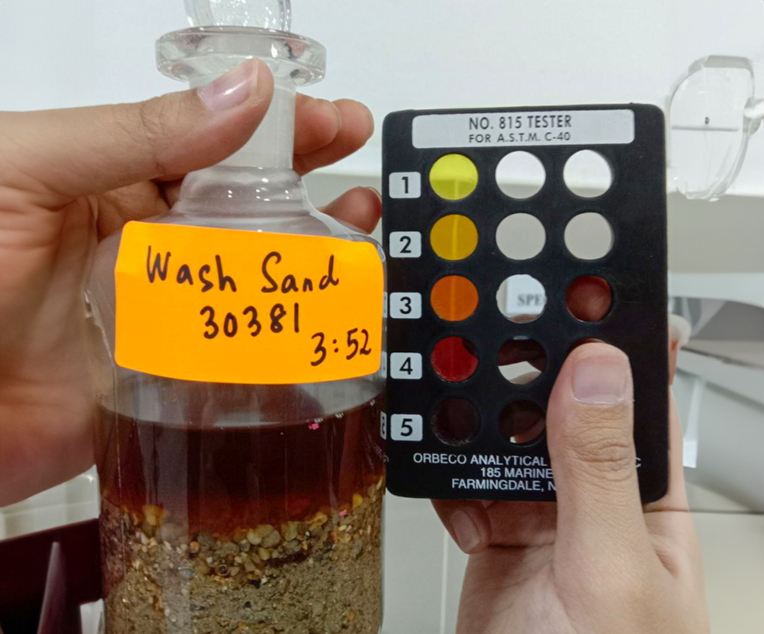 NO. 815 TESTER
FOR A.S.T.M. C-40
Wash Sand
30381
3:52
1
2
3
4
5
SPE
ORBECO ANALYTICAL
185 MARINE
FARMINGDALE, N